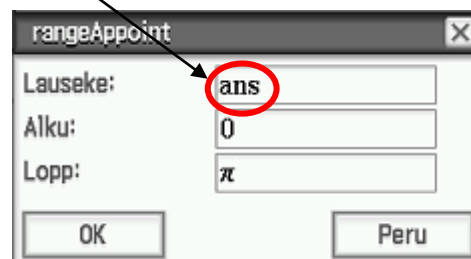 rangeAppoint
Lauseke: ans
Alku: 0
Lopp: π
OK Peru